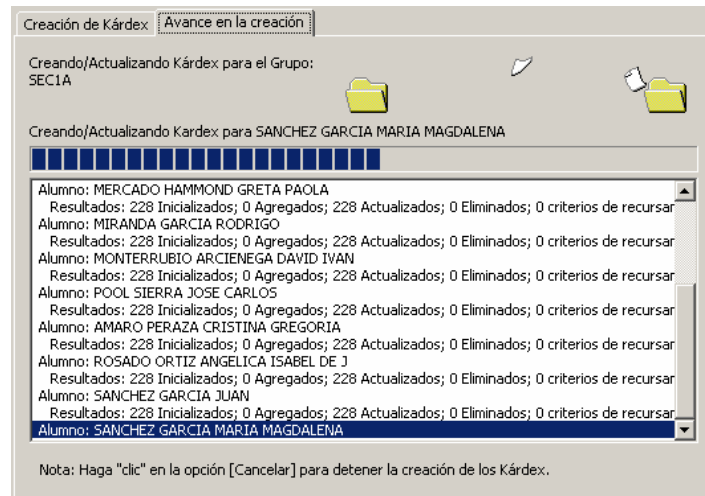 Creación de Kárdex
Avance en la creación
Creando/Actualizando Kárdex para el Grupo:
SEC1A
Creando/Actualizando Kardex para SANCHEZ GARCIA MARIA MAGDALENA
Alumno: MERCADO HAMMOND GRETA PAOLA
Resultados: 228 Inicializados; 0 Agregados; 228 Actualizados; 0 Eliminados; 0 criterios de recursar
Alumno: MIRANDA GARCIA RODRIGO
Resultados: 228 Inicializados; 0 Agregados; 228 Actualizados; 0 Eliminados; 0 criterios de recursar
Alumno: MONTERRUBIO ARCIENEGA DAVID IVAN
Resultados: 228 Inicializados; 0 Agregados; 228 Actualizados; 0 Eliminados; 0 criterios de recursar
Alumno: POOL SIERRA JOSE CARLOS
Resultados: 228 Inicializados; 0 Agregados; 228 Actualizados; 0 Eliminados; 0 criterios de recursar
Alumno: AMARO PERAZA CRISTINA GREGORIA
Resultados: 228 Inicializados; 0 Agregados; 228 Actualizados; 0 Eliminados; 0 criterios de recursar
Alumno: ROSADO ORTIZ ANGELICA ISABEL DE J
Resultados: 228 Inicializados; 0 Agregados; 228 Actualizados; 0 Eliminados; 0 criterios de recursar
Alumno: SANCHEZ GARCIA JUAN
Resultados: 228 Inicializados; 0 Agregados; 228 Actualizados; 0 Eliminados; 0 criterios de recursar
Alumno: SANCHEZ GARCIA MARIA MAGDALENA
Nota: Haga "clic" en la opción [Cancelar] para detener la creación de los Kárdex.